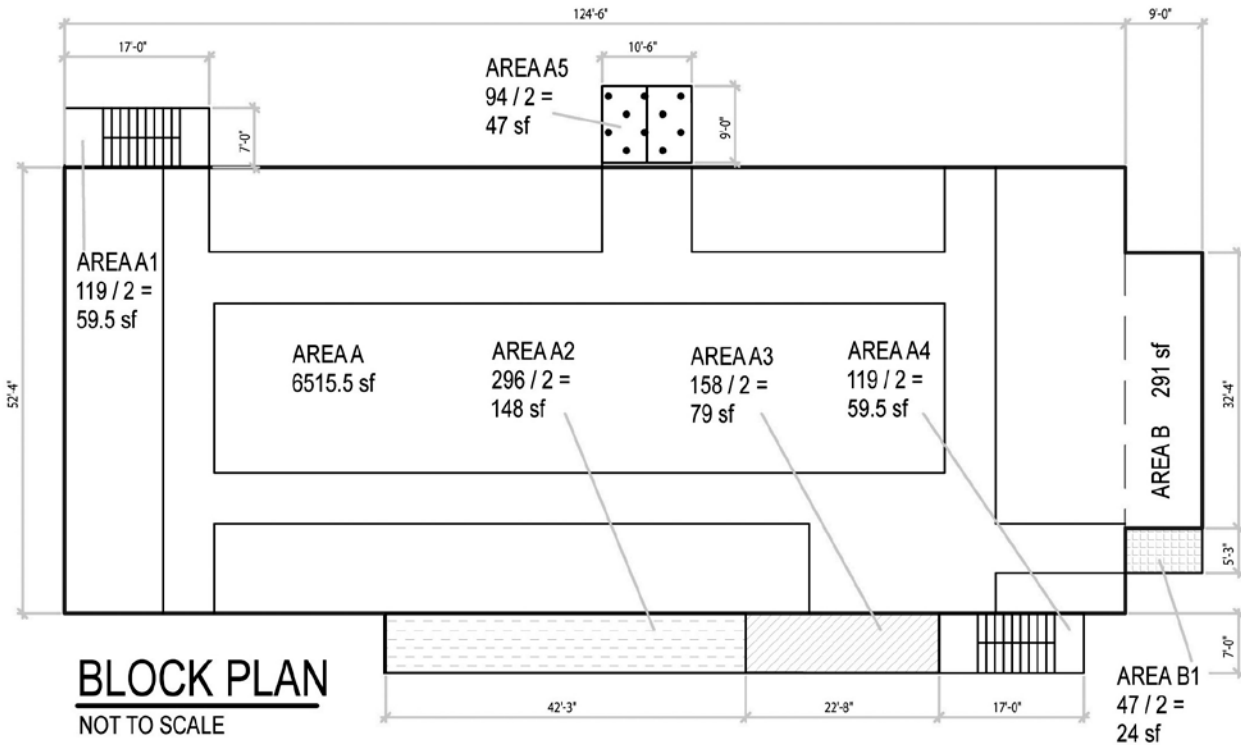 124'-6"
9'-0"
17'-0"
10'-6"
AREA A5
94 / 2 =
47 sf
7'-0"
9'-0"
AREA A1
119 / 2 =
59.5 sf
52'-4"
AREA A
6515.5 sf
AREA A2
296 / 2 =
148 sf
AREA A3
158 / 2 =
79 sf
AREA A4
119 / 2 =
59.5 sf
AREA B 291 sf
32'-4"
5'-3"
7'-0"
BLOCK PLAN
NOT TO SCALE
42'-3"
22'-8"
17'-0"
AREA B1
47 / 2 =
24 sf